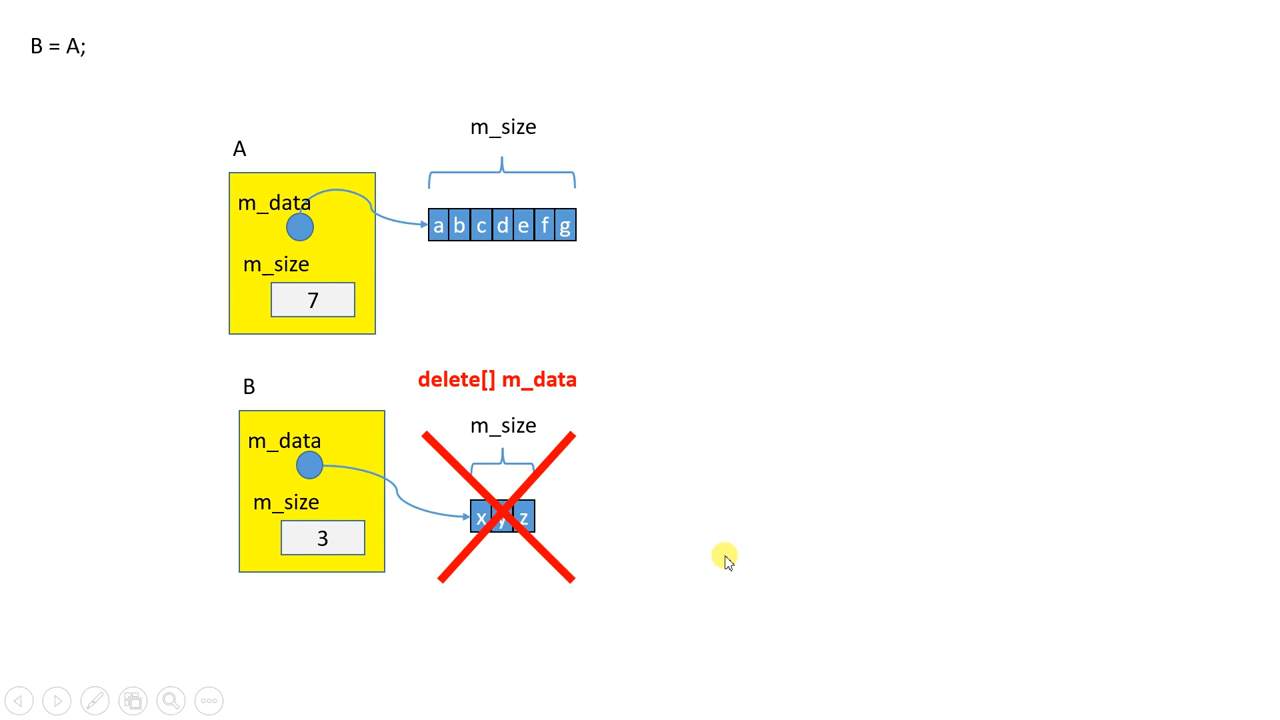 B = A;
m_size
A
m_data
a b c d e f g
m_size
7
delete[] m_data
B
m_size
m_data
m_size
x y z
3